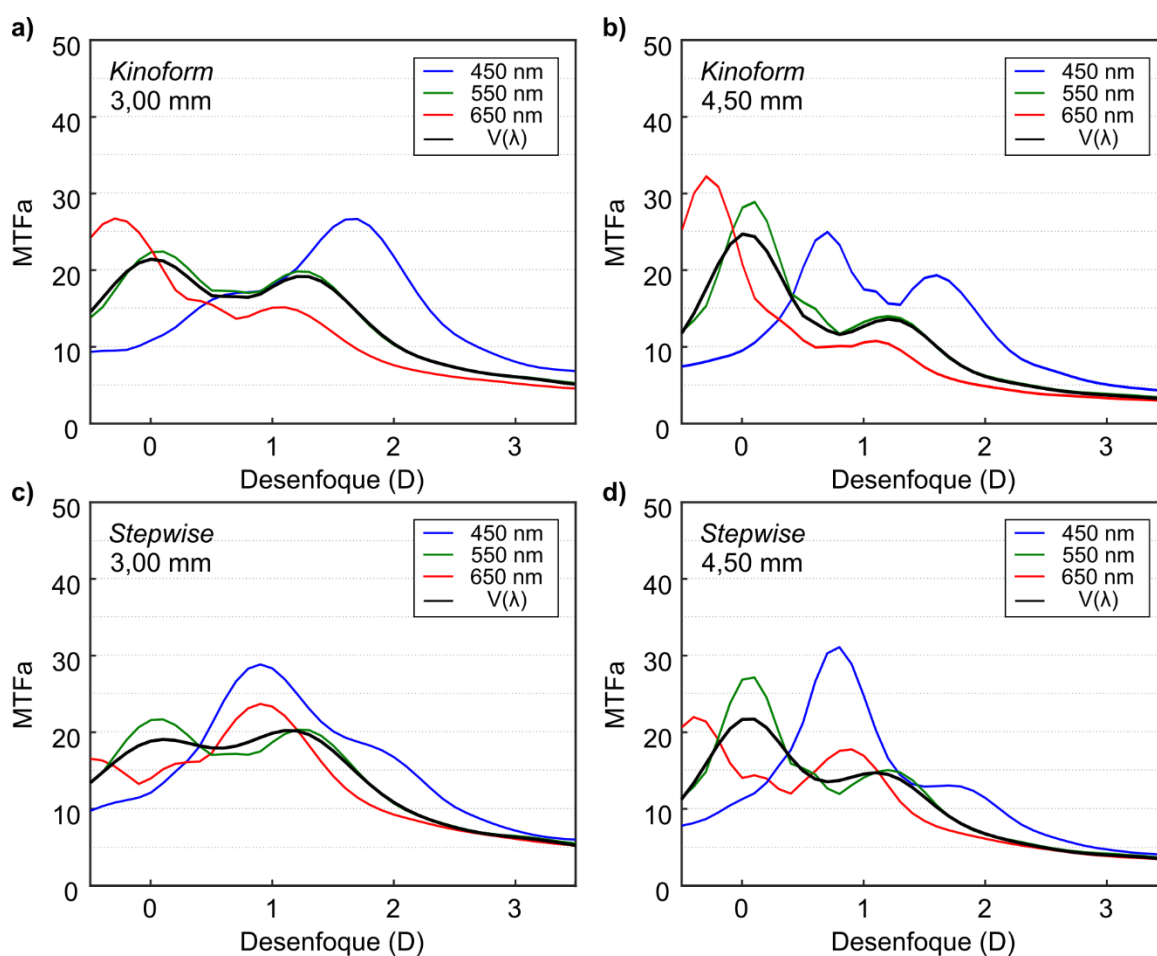 a)
50
40
30
20
10
0
MTFa
Kinoform
3,00 mm
450 nm
550 nm
650 nm
V(λ)
0 1 2 3
Desenfoque (D)
b)
50
40
30
20
10
0
MTFa
Kinoform
4,50 mm
450 nm
550 nm
650 nm
V(λ)
0 1 2 3
Desenfoque (D)
c)
50
40
30
20
10
0
MTFa
Stepwise
3,00 mm
450 nm
550 nm
650 nm
V(λ)
0 1 2 3
Desenfoque (D)
d)
50
40
30
20
10
0
MTFa
Stepwise
4,50 mm
450 nm
550 nm
650 nm
V(λ)
0 1 2 3
Desenfoque (D)